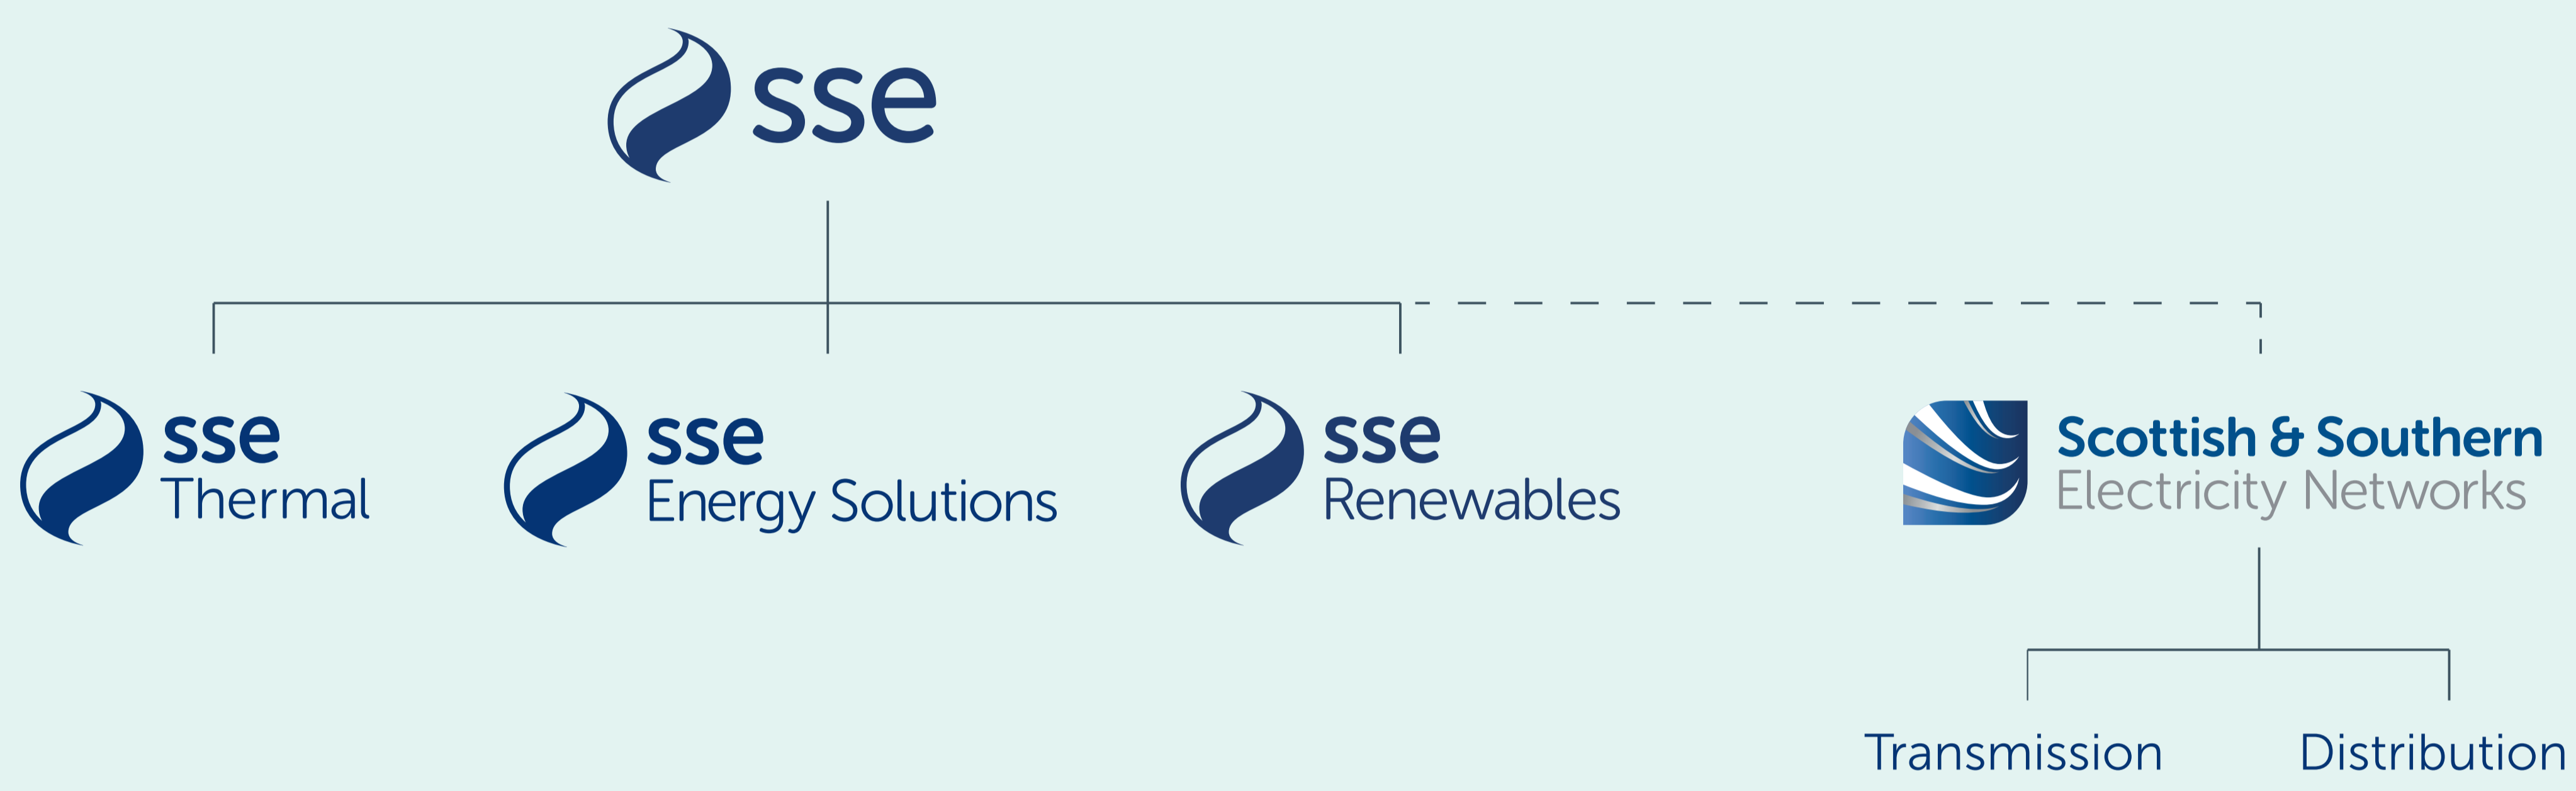 sse
sse
Thermal
sse
Energy Solutions
sse
Renewables
Scottish & Southern
Electricity Networks
Transmission
Distribution